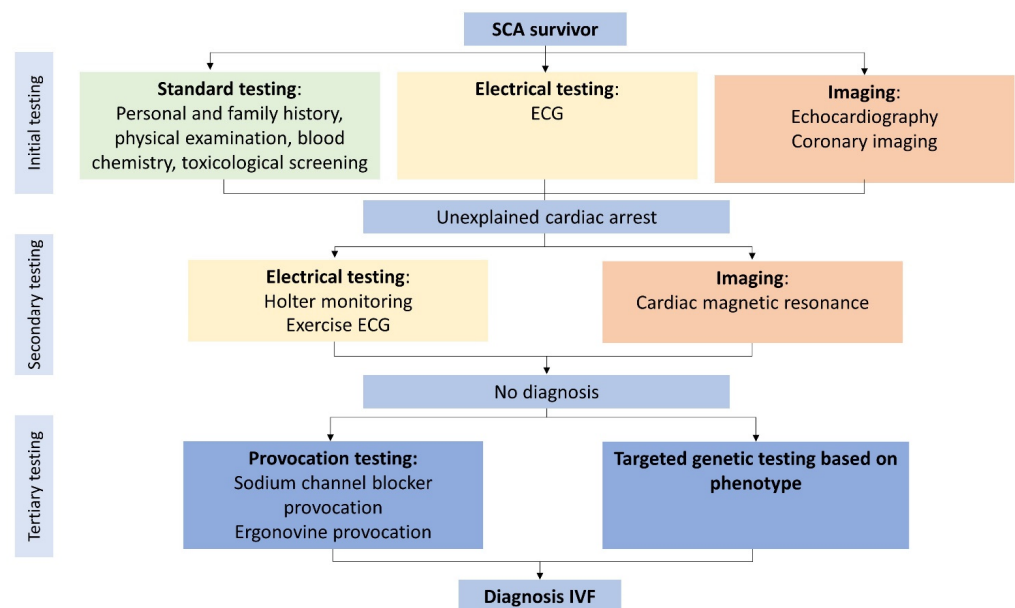 SCA survivor
Initial testing
Standard testing:
Personal and family history,
physical examination, blood
chemistry, toxicological screening
Electrical testing:
ECG
Imaging:
Echocardiography
Coronary imaging
Unexplained cardiac arrest
Secondary testing
Electrical testing:
Holter monitoring
Exercise ECG
Imaging:
Cardiac magnetic resonance
No diagnosis
Tertiary testing
Provocation testing:
Sodium channel blocker
provocation
Ergonovine provocation
Targeted genetic testing based on
phenotype
Diagnosis IVF